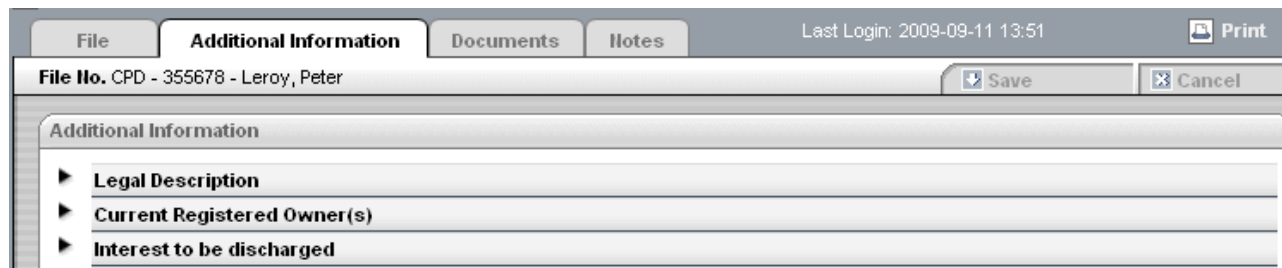 File Additional Information Documents Notes Last Login: 2009-09-11 13:51 Print
File No. CPD - 355678 - Leroy, Peter Save Cancel
Additional Information
Legal Description
Current Registered Owner(s)
Interest to be discharged